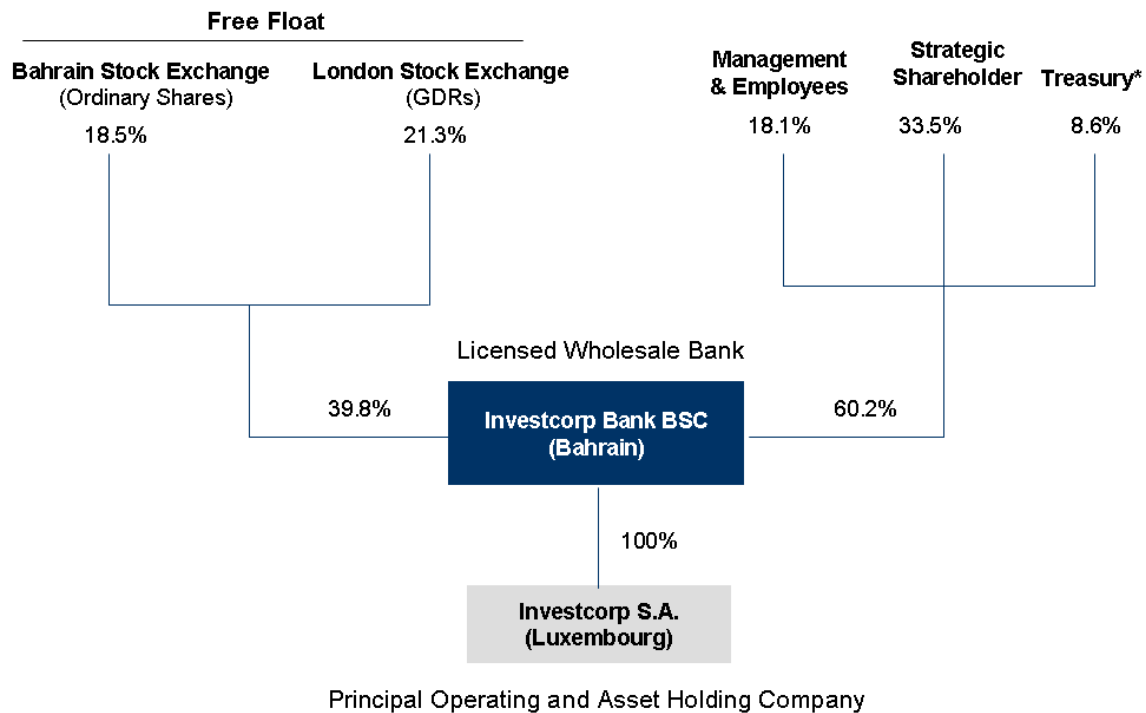 Free Float
Bahrain Stock Exchange
(Ordinary Shares)
18.5%
London Stock Exchange
(GDRs)
21.3%
Management
& Employees
18.1%
Strategic
Shareholder
33.5%
Treasury*
8.6%
Licensed Wholesale Bank
39.8%
Investcorp Bank BSC
(Bahrain)
60.2%
100%
Investcorp S.A.
(Luxembourg)
Principal Operating and Asset Holding Company